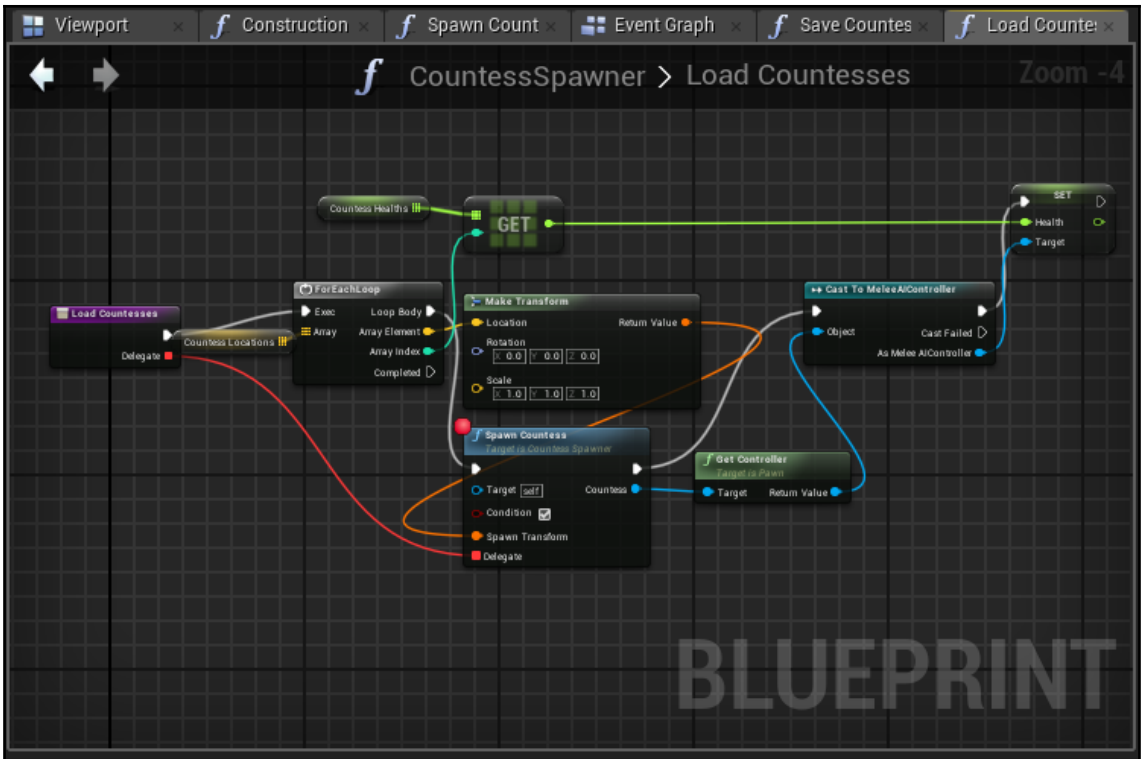 Viewport
Construction
Spawn Count
Event Graph
Save Countes
Load Countes
CountessSpawner > Load Countesses
Zoom -4
Countess Healths
GET
SET
Health
Target
Load Countesses
Delegate
Countess Locations
ForEachLoop
Exec
Loop Body
Array
Array Element
Array Index
Completed
Make Transform
Location
Return Value
Rotation
X 0.0 Y 0.0 Z 0.0
Scale
X 1.0 Y 1.0 Z 1.0
Cast To MeleeAIController
Object
Cast Failed
As Melee AIController
f Spawn Countess
Target is Countess Spawner
Target self
Countess
Condition
Spawn Transform
Delegate
f Get Controller
Target is Pawn
Target
Return Value
BLUEPRINT